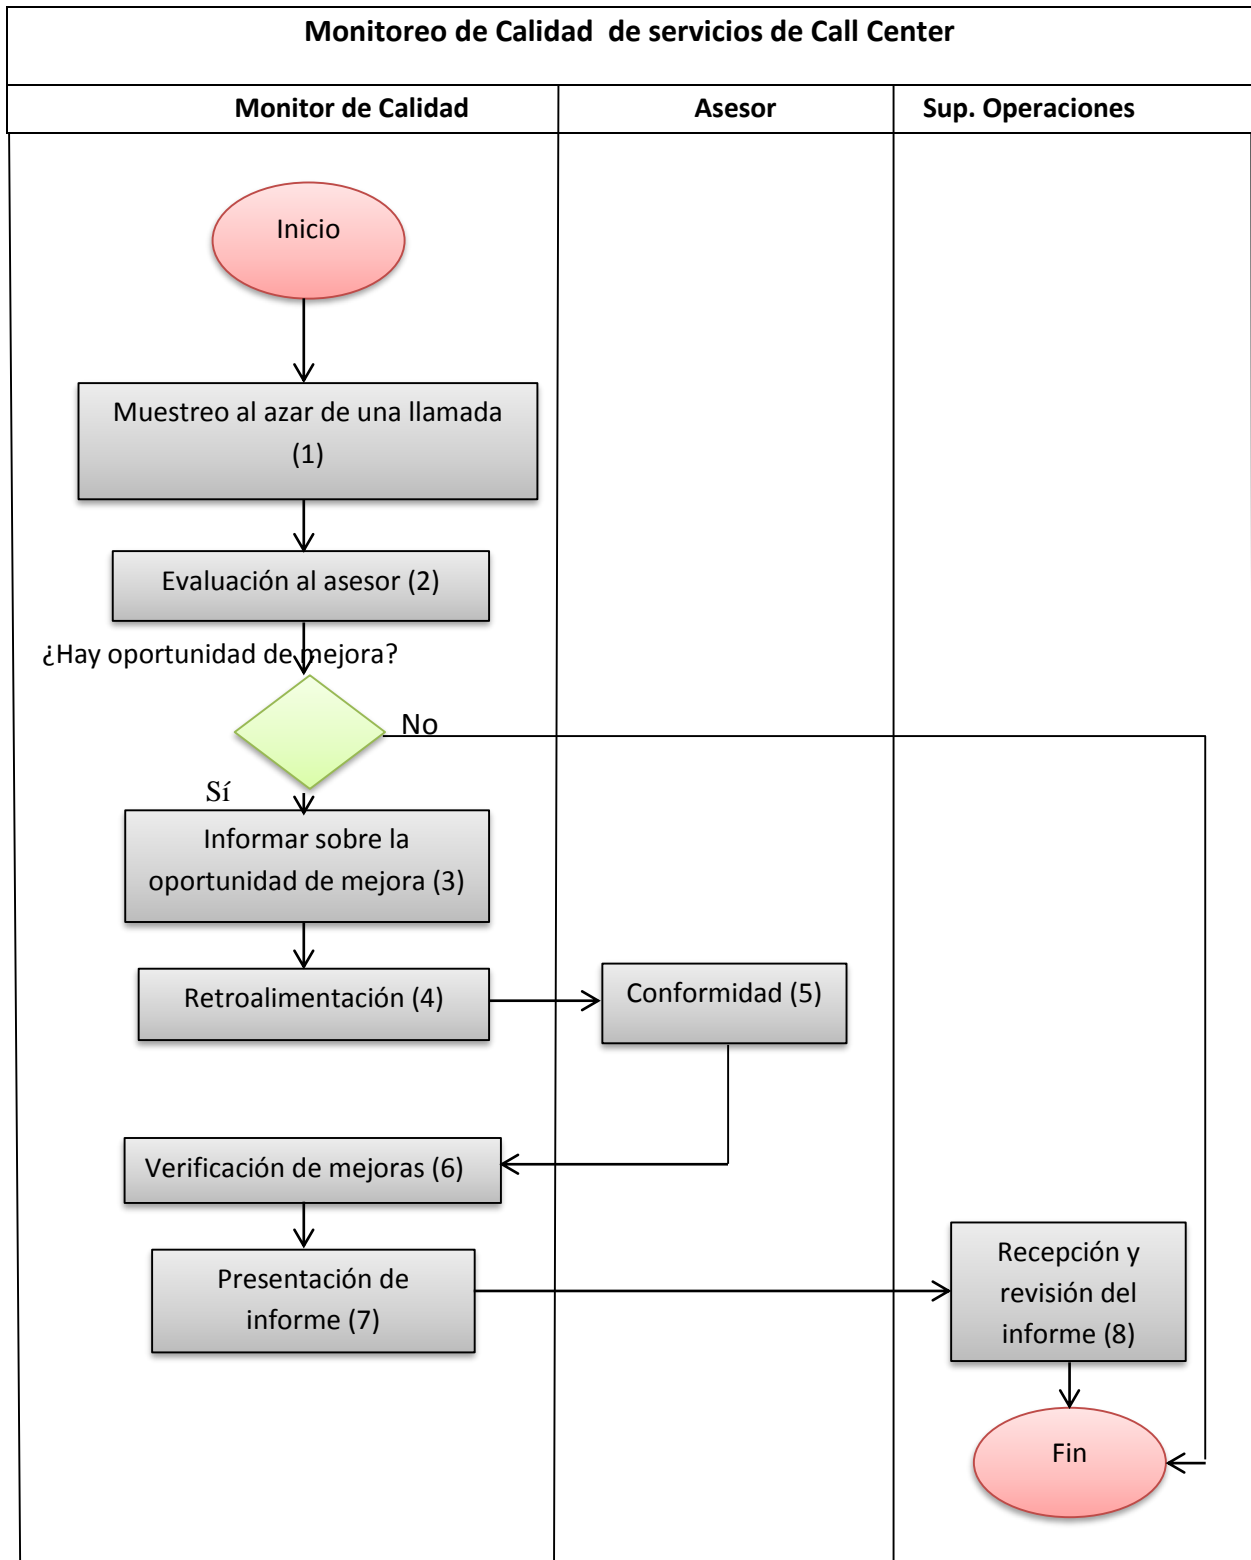 Monitoreo de Calidad  de servicios de Call Center
Monitor de Calidad
Asesor
Sup. Operaciones
Inicio
Muestreo al azar de una llamada
(1)
Evaluación al asesor (2)
¿Hay oportunidad de mejora?
No
Sí
Informar sobre la
oportunidad de mejora (3)
Retroalimentación (4)
Conformidad (5)
Verificación de mejoras (6)
Presentación de
informe (7)
Recepción y
revisión del
informe (8)
Fin